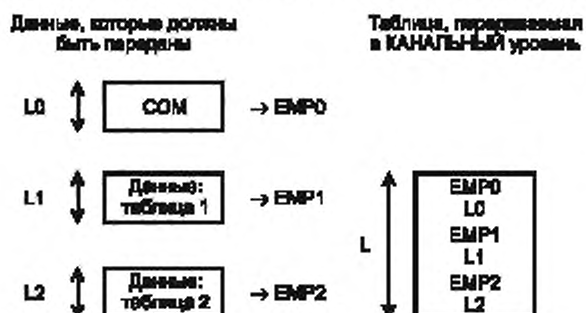 Данные, которые должны
быть переданы
L0
COM
→ EMP0
L1
Данные:
таблица 1
→ EMP1
L2
Данные:
таблица 2
→ EMP2
Таблица, передаваемая
в КАНАЛЬНЫЙ уровень
L
EMP0
L0
EMP1
L1
EMP2
L2